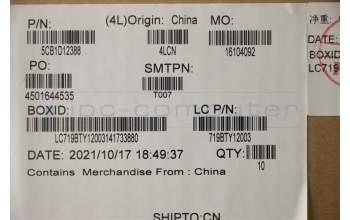 P/N:
(4L)Origin: China
MO:
5CB1D12388
4LCN
16104092
PO:
SMTPN:
4501644535
T007
BOXID:
LC P/N:
LC719BTY12003141733880
719BTY12003
DATE: 2021/10/17 18:49:37
QTY:
10
Contains Merchandise From : China
SHIPTO:CN
净重:
DATE:
BOXID
LC719